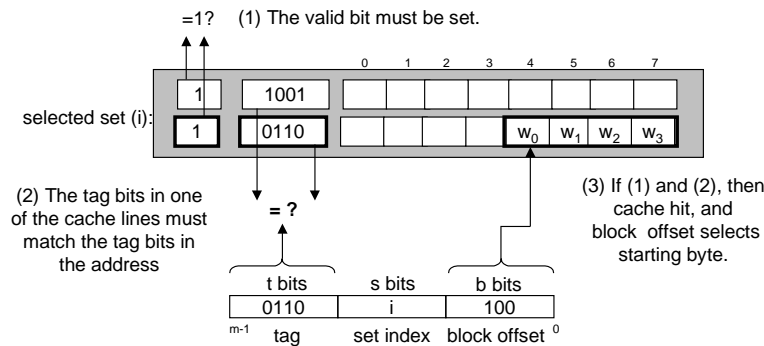 =1? (1) The valid bit must be set.
0 1 2 3 4 5 6 7
1 1001
selected set (i):
1 0110 w0 w1 w2 w3
(2) The tag bits in one
of the cache lines must
match the tag bits in
the address
= ?
(3) If (1) and (2), then
cache hit, and
block offset selects
starting byte.
t bits s bits b bits
0110 i 100
m-1 tag set index block offset 0